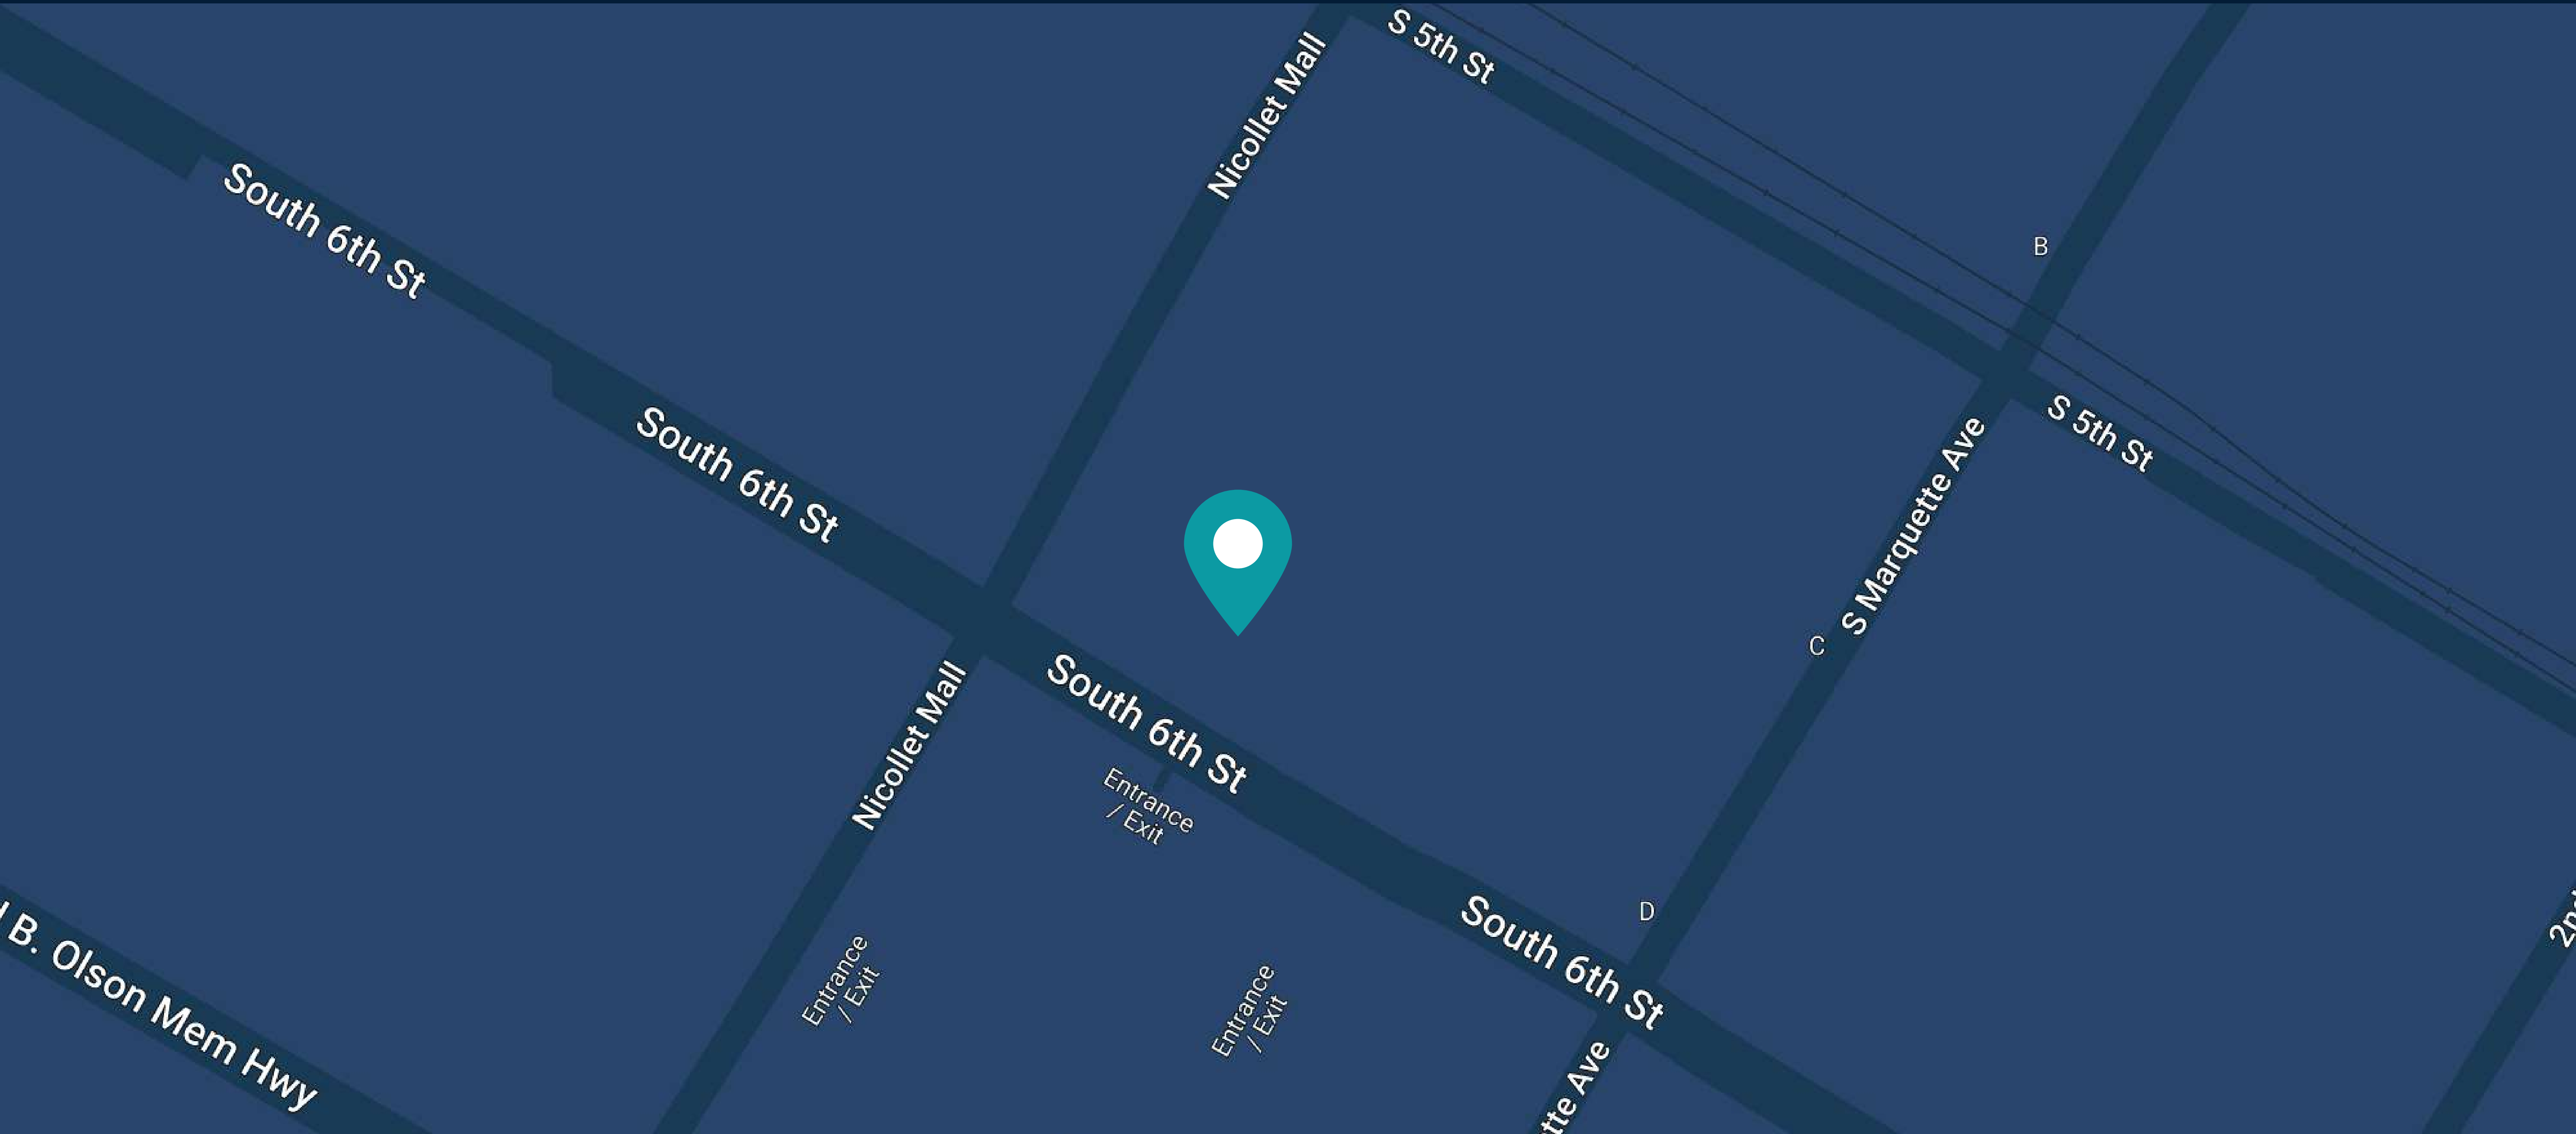 S 5th St
Nicollet Mall
South 6th St
B
S 5th St
South 6th St
S Marquette Ave
C
South 6th St
Nicollet Mall
Entrance
/ Exit
D
South 6th St
B. Olson Mem Hwy
Entrance
/ Exit
Entrance
/ Exit
Ave